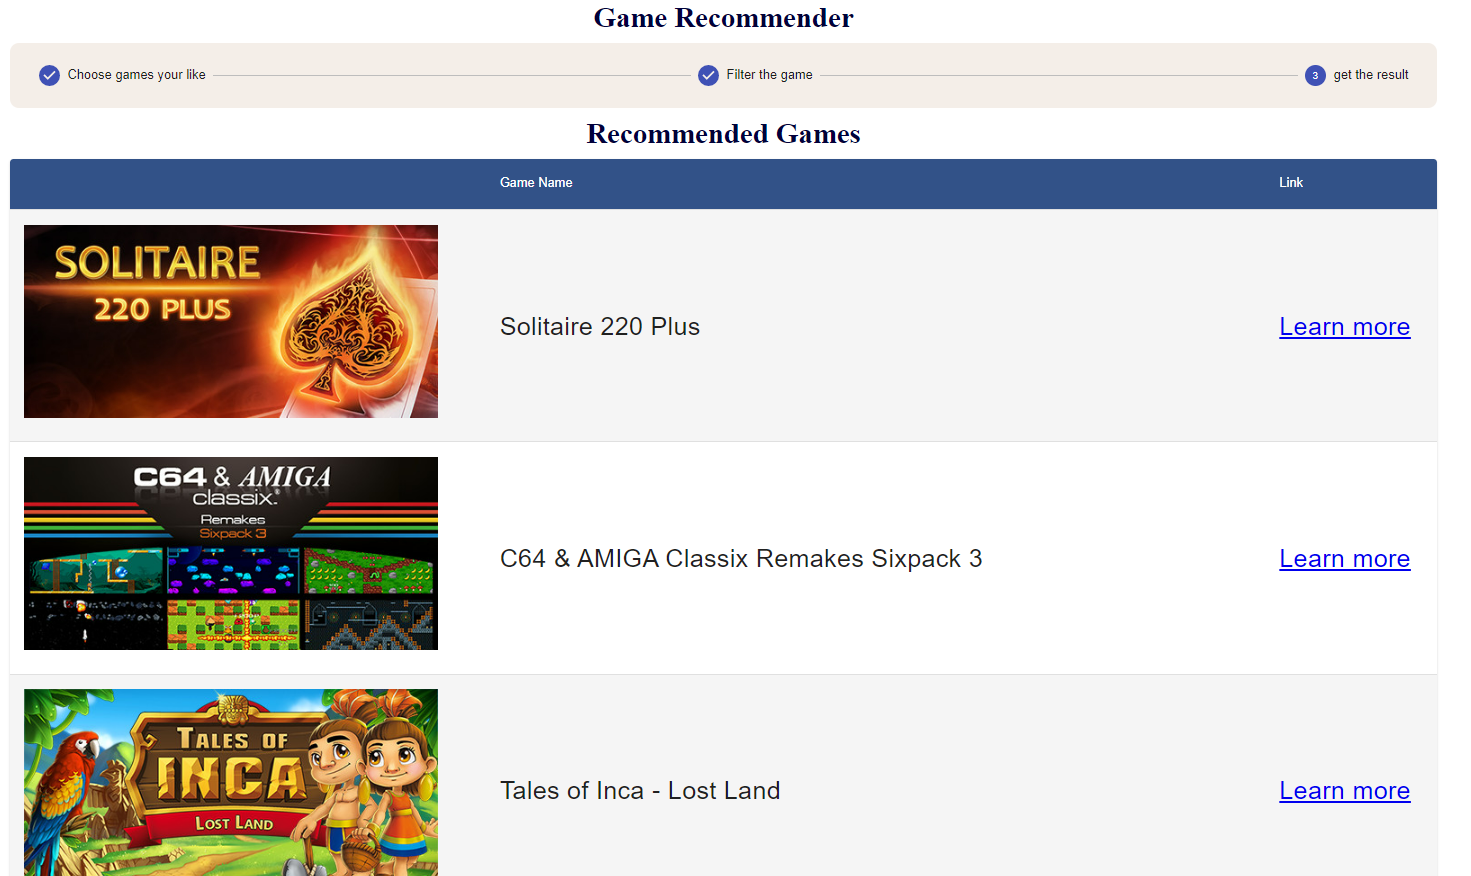 Game Recommender
Choose games your like
Filter the game
3 get the result
Recommended Games
Game Name Link
SOLITAIRE
220 PLUS
Solitaire 220 Plus
Learn more
C64 & AMIGA
classix
Remakes
Sixpack 3
C64 & AMIGA Classix Remakes Sixpack 3
Learn more
TALES OF
INCA
LOST LAND
Tales of Inca - Lost Land
Learn more